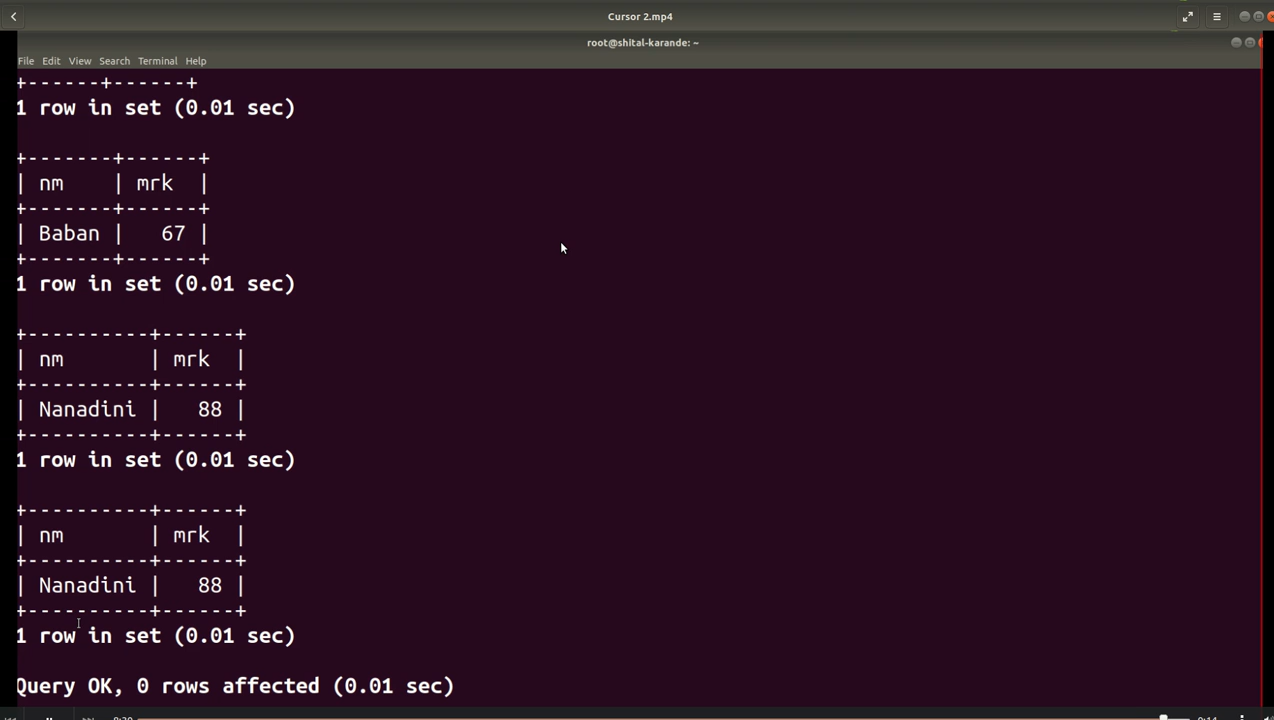 Cursor 2.mp4
root@shital-karande: ~
File Edit View Search Terminal Help
+------+------+
1 row in set (0.01 sec)
+-------+------+
| nm    | mrk  |
+-------+------+
| Baban |   67 |
+-------+------+
1 row in set (0.01 sec)
+----------+------+
| nm       | mrk  |
+----------+------+
| Nanadini |   88 |
+----------+------+
1 row in set (0.01 sec)
+----------+------+
| nm       | mrk  |
+----------+------+
| Nanadini |   88 |
+----------+------+
1 row in set (0.01 sec)
Query OK, 0 rows affected (0.01 sec)